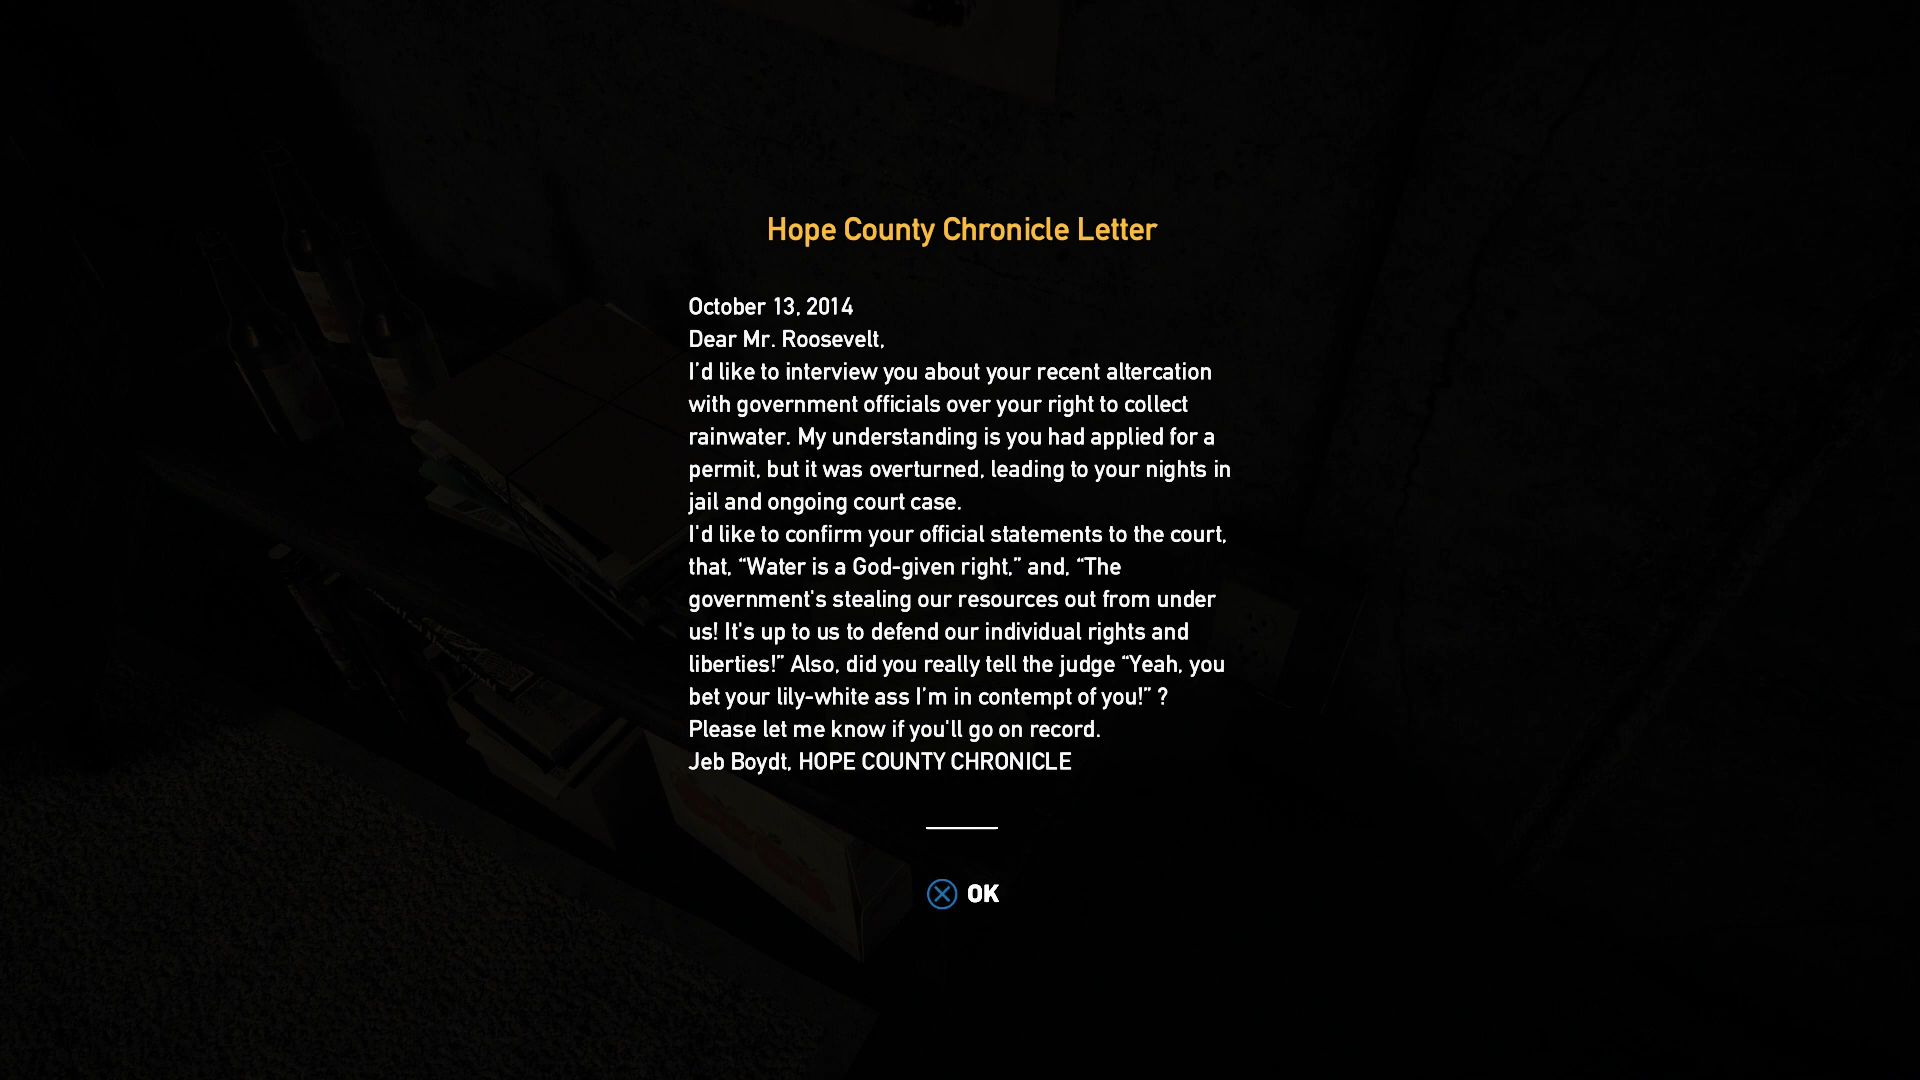 Hope County Chronicle Letter
October 13, 2014
Dear Mr. Roosevelt,
I’d like to interview you about your recent altercation
with government officials over your right to collect
rainwater. My understanding is you had applied for a
permit, but it was overturned, leading to your nights in
jail and ongoing court case.
I'd like to confirm your official statements to the court,
that, “Water is a God-given right,” and, “The
government's stealing our resources out from under
us! It's up to us to defend our individual rights and
liberties!” Also, did you really tell the judge “Yeah, you
bet your lily-white ass I’m in contempt of you!” ?
Please let me know if you'll go on record.
Jeb Boydt, HOPE COUNTY CHRONICLE
OK